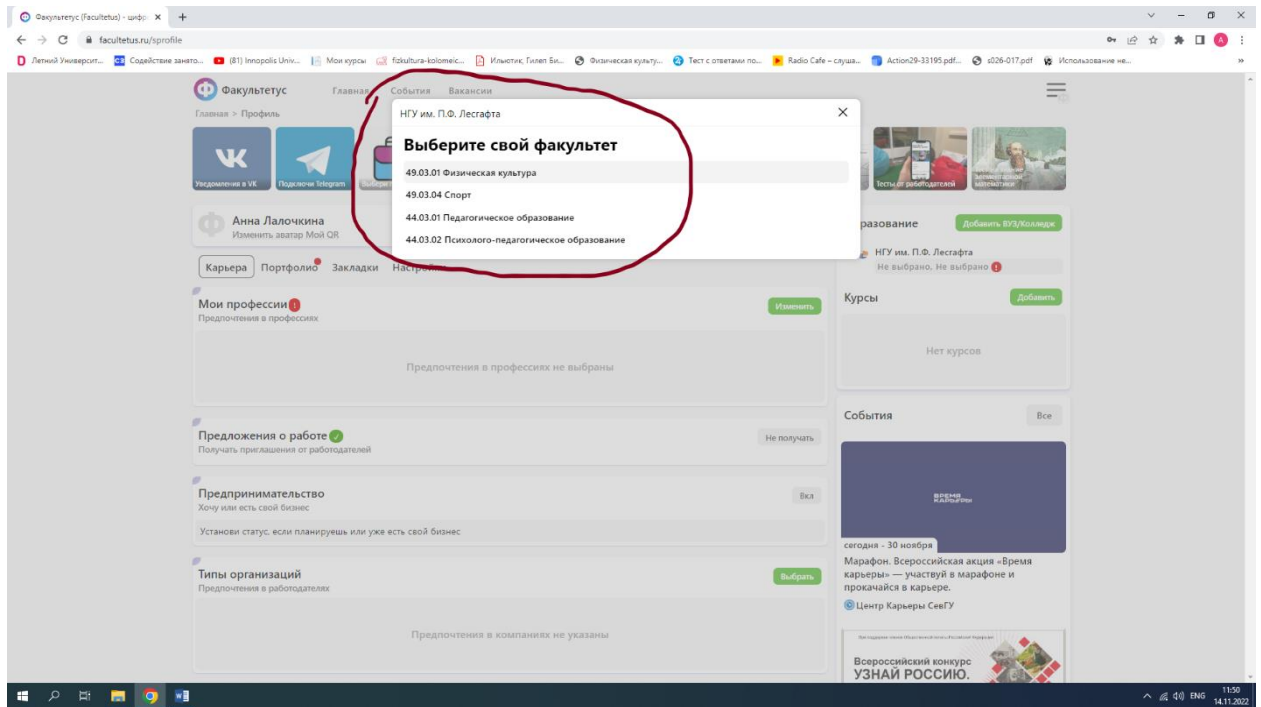 Факультетус (Facultetus) - цифр
facultetus.ru/sprofile
Летний Университ... Содействие занято... (81) Innopolis Univ... Мои курсы fizkultura-kolomeic... Ильютик, Гилеп Би... Физическая культу... Тест с ответами по... Radio Cafe – слуша... Action29-33195.pdf... s026-017.pdf Использование не... »
Факультетус Главная События Вакансии
Главная > Профиль
НГУ им. П.Ф. Лесгафта
Выберите свой факультет
49.03.01 Физическая культура
49.03.04 Спорт
44.03.01 Педагогическое образование
44.03.02 Психолого-педагогическое образование
Уведомления в VK
Подключи Telegram
Тесты от работодателей
математики
Анна Лалочкина
Изменить аватар Мой QR
разование
Добавить ВУЗ/Колледж
НГУ им. П.Ф. Лесгафта
Не выбрано, Не выбрано
Карьера Портфолио Закладки Настройки
Мои профессии
Предпочтения в профессиях
Изменить
Предпочтения в профессиях не выбраны
Курсы
Добавить
Нет курсов
Предложения о работе
Получать приглашения от работодателей
Не получать
Предпринимательство
Хочу или есть свой бизнес
Вкл
Установи статус, если планируешь или уже есть свой бизнес
Типы организаций
Предпочтения в работодателях
Выбрать
Предпочтения в компаниях не указаны
События
Все
ВРЕМЯ
КАРЬЕРЫ
сегодня - 30 ноября
Марафон. Всероссийская акция «Время
карьеры» — участвуй в марафоне и
прокачайся в карьере.
Центр Карьеры СевГУ
Всероссийский конкурс
УЗНАЙ РОССИЮ.
ENG
11:50
14.11.2022